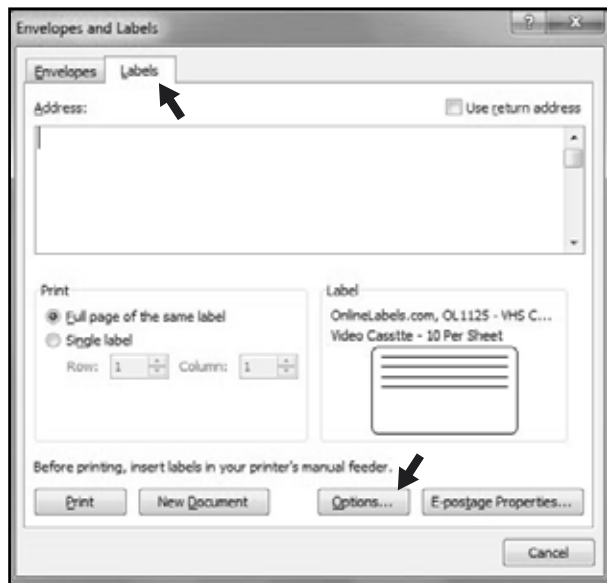 Envelopes and Labels
Envelopes Labels
Address: Use return address
Print
Full page of the same label
Single label
Row: 1 Column: 1
Label
OnlineLabels.com, OL1125 - VHS C...
Video Casstte - 10 Per Sheet
Before printing, insert labels in your printer's manual feeder.
Print New Document Options... E-postage Properties...
Cancel